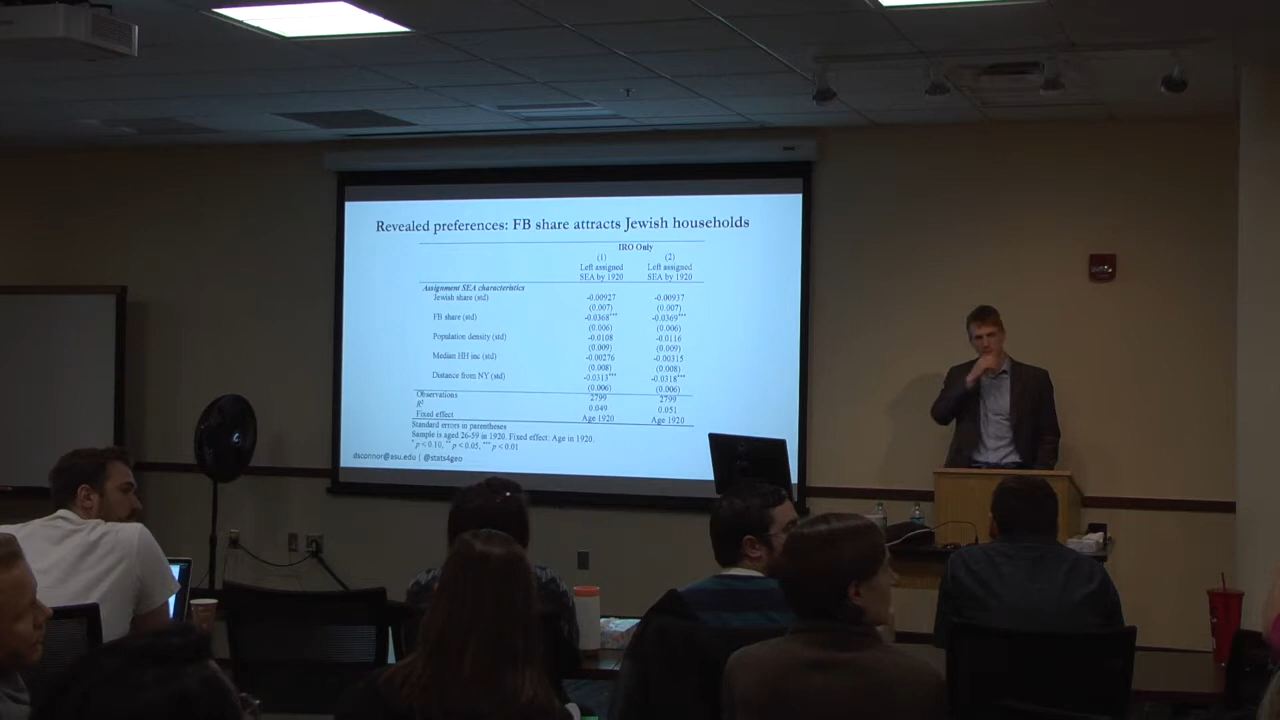 Revealed preferences: FB share attracts Jewish households
IRO Only
(1) (2)
Left assigned Left assigned
SEA by 1920 SEA by 1920
Assignment SEA characteristics
Jewish share (std) -0.00927 -0.00937
(0.007) (0.007)
FB share (std) -0.0368*** -0.0369***
(0.006) (0.006)
Population density (std) -0.0108 -0.0116
(0.009) (0.009)
Median HH inc (std) -0.00276 -0.00315
(0.008) (0.008)
Distance from NY (std) -0.0313*** -0.0318***
(0.006) (0.006)
Observations 2799 2799
R² 0.049 0.051
Fixed effect Age 1920 Age 1920
Standard errors in parentheses
Sample is aged 26-59 in 1920. Fixed effect: Age in 1920.
* p < 0.10, ** p < 0.05, *** p < 0.01
dsconnor@asu.edu | @stats4geo